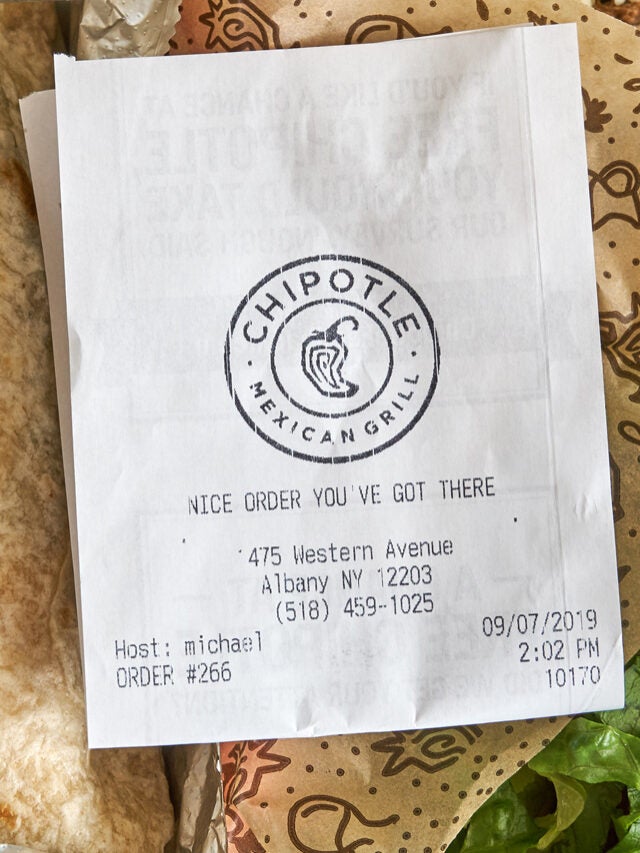 CHIPOTLE
MEXICAN GRILL
NICE ORDER YOU'VE GOT THERE
475 Western Avenue
Albany NY 12203
(518) 459-1025
09/07/2019
Host: michael 2:02 PM
ORDER #266 10170